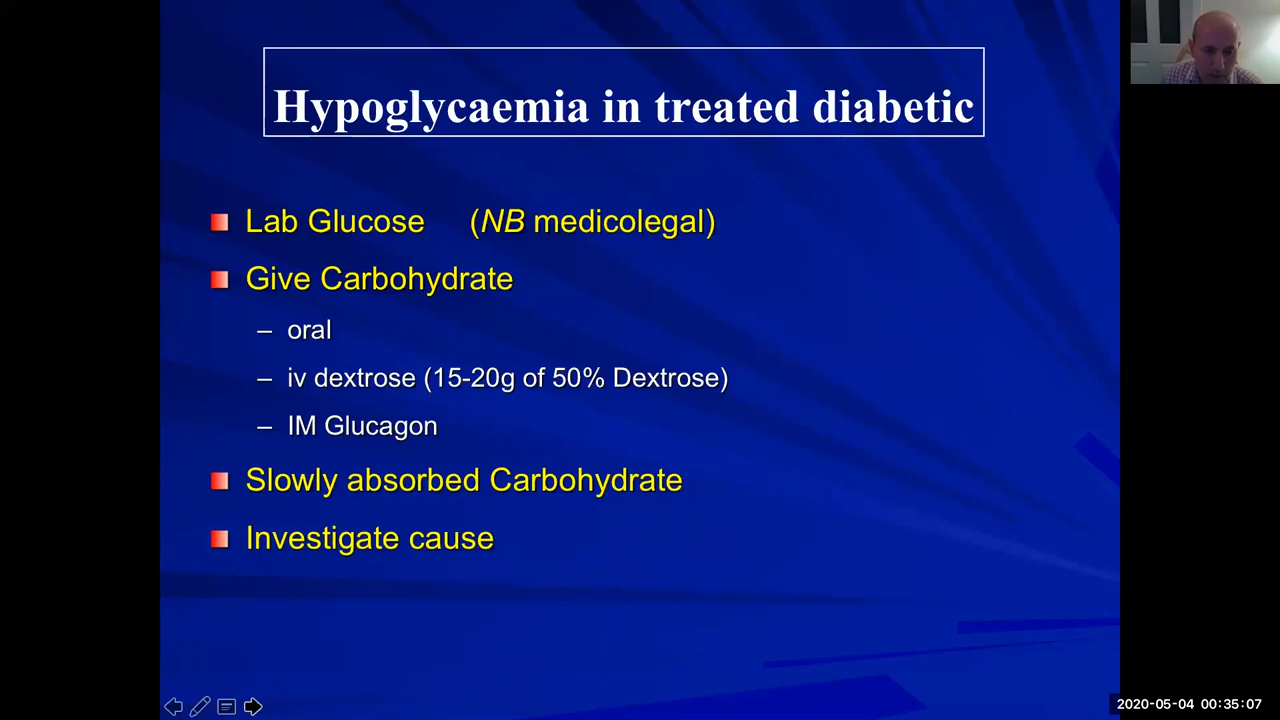 Hypoglycaemia in treated diabetic
Lab Glucose (NB medicolegal)
Give Carbohydrate
– oral
– iv dextrose (15-20g of 50% Dextrose)
– IM Glucagon
Slowly absorbed Carbohydrate
Investigate cause
2020-05-04 00:35:07